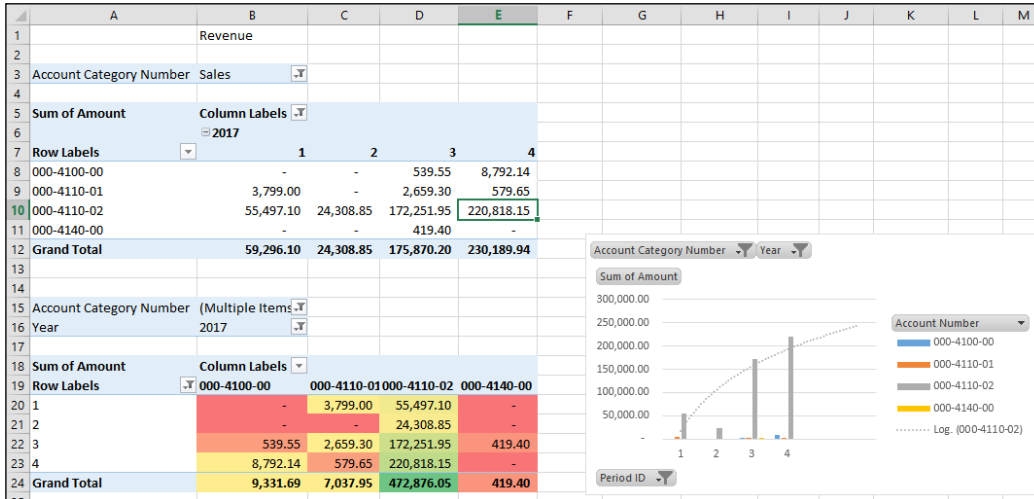 A B C D E F G H I J K L M
1 Revenue
2
3 Account Category Number Sales
4
5 Sum of Amount Column Labels
6 2017
7 Row Labels 1 2 3 4
8 000-4100-00 - - 539.55 8,792.14
9 000-4110-01 3,799.00 - 2,659.30 579.65
10 000-4110-02 55,497.10 24,308.85 172,251.95 220,818.15
11 000-4140-00 - - 419.40 -
12 Grand Total 59,296.10 24,308.85 175,870.20 230,189.94
13
14
15 Account Category Number (Multiple Items
16 Year 2017
17
18 Sum of Amount Column Labels
19 Row Labels 000-4100-00 000-4110-01 000-4110-02 000-4140-00
20 1 - 3,799.00 55,497.10 -
21 2 - - 24,308.85 -
22 3 539.55 2,659.30 172,251.95 419.40
23 4 8,792.14 579.65 220,818.15 -
24 Grand Total 9,331.69 7,037.95 472,876.05 419.40
Account Category Number Year
Sum of Amount
300,000.00
250,000.00
200,000.00
150,000.00
100,000.00
50,000.00
-
1 2 3 4
Period ID
Account Number
000-4100-00
000-4110-01
000-4110-02
000-4140-00
Log. (000-4110-02)